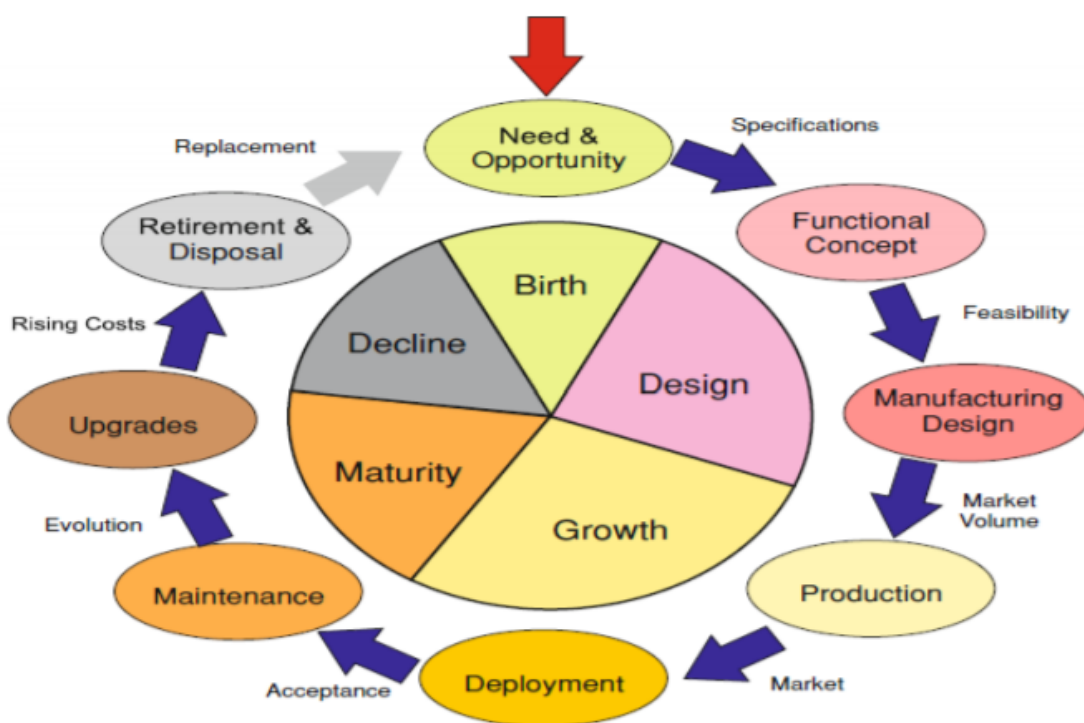 Need &
Opportunity
Specifications
Functional
Concept
Feasibility
Manufacturing
Design
Market
Volume
Production
Market
Deployment
Acceptance
Maintenance
Evolution
Upgrades
Rising Costs
Retirement &
Disposal
Replacement
Birth
Design
Growth
Maturity
Decline